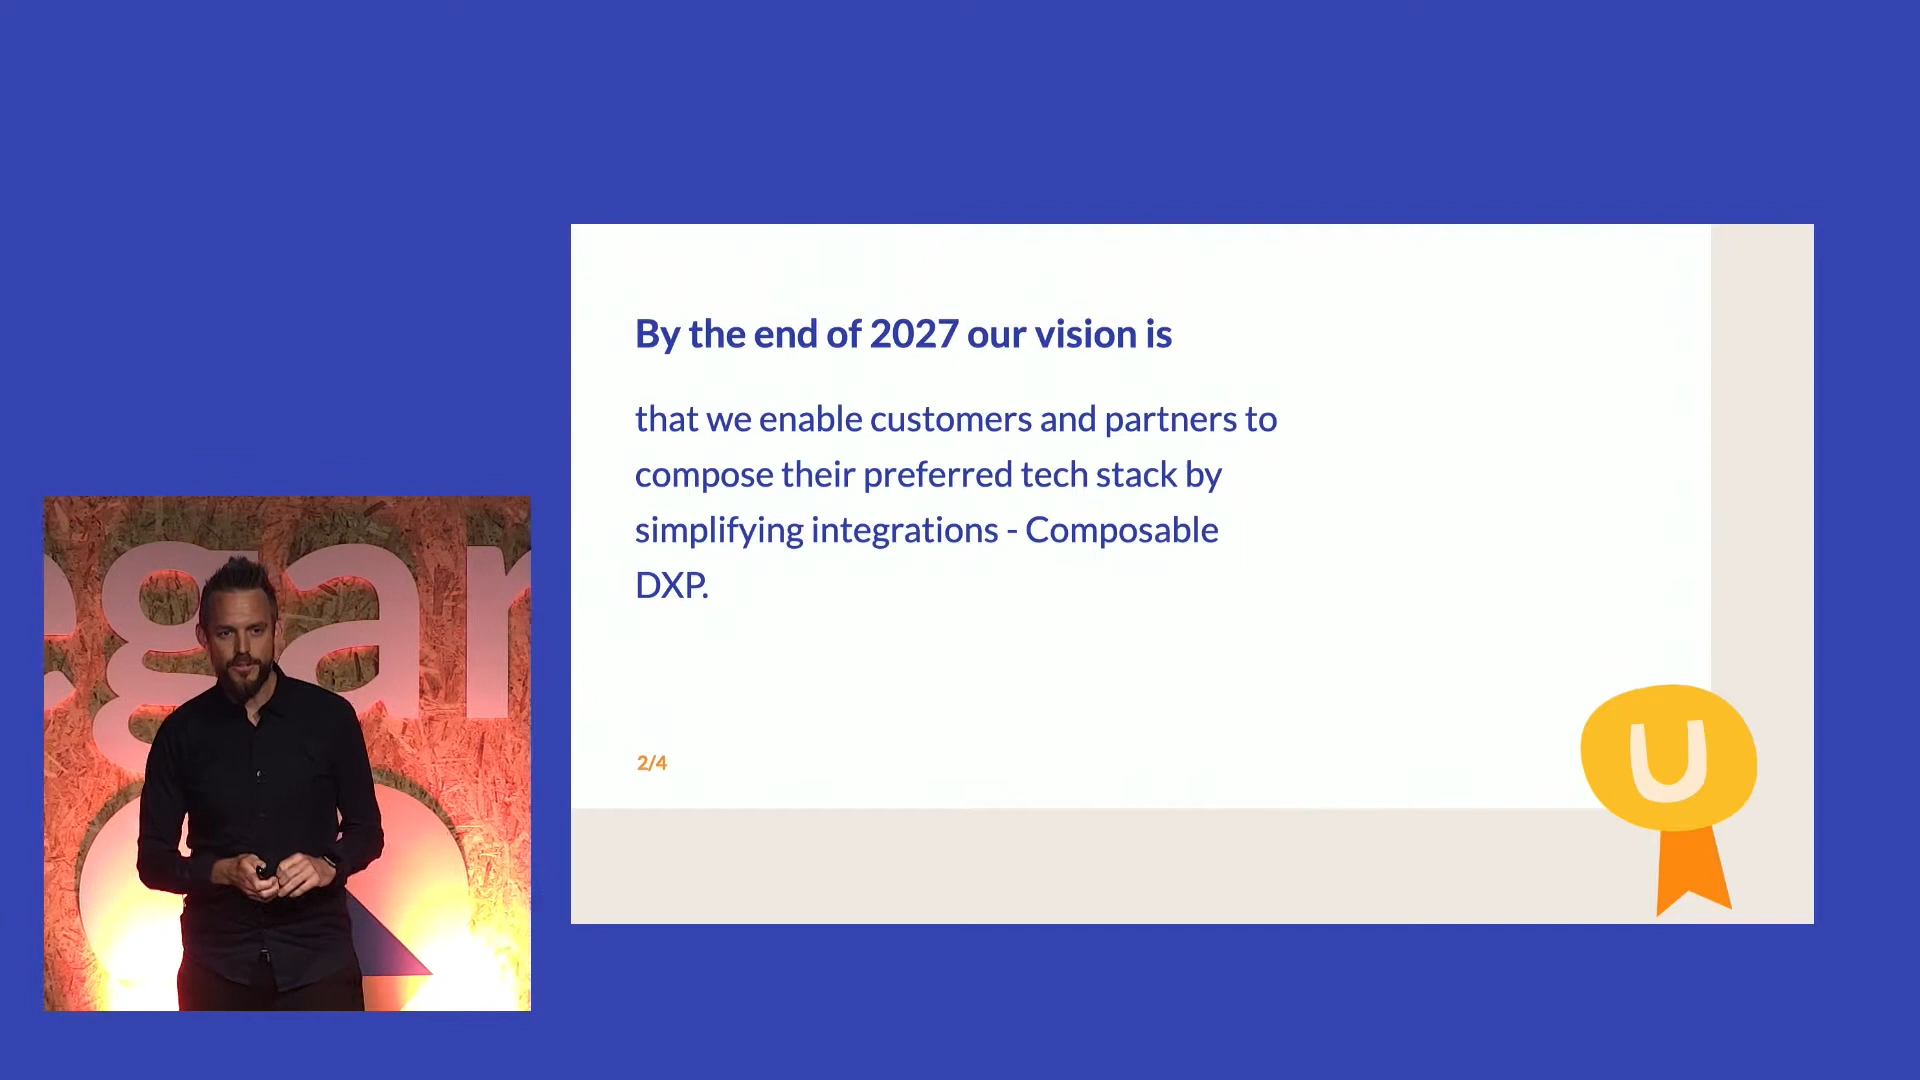 By the end of 2027 our vision is
that we enable customers and partners to
compose their preferred tech stack by
simplifying integrations - Composable
DXP.
2/4
U
gar